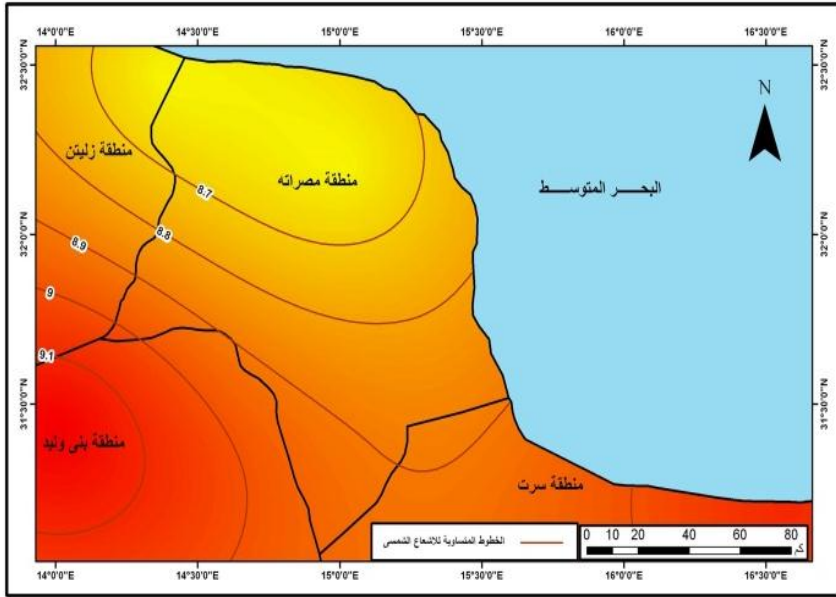 14°0'0"N 14°30'0"N 15°0'0"N 15°30'0"N 16°0'0"N 16°30'0"N
32°30'0"N
32°0'0"N
31°30'0"N
32°30'0"N
32°0'0"N
31°30'0"N
N
منطقة زليتن
منطقة مصراته
البحـــر المتوســـط
8.7
8.8
8.9
9
9.1
منطقة بني وليد
منطقة سرت
الخطوط المتساوية للاشعاع الشمسى
0 10 20 40 60 80
كم
14°0'0"E 14°30'0"E 15°0'0"E 15°30'0"E 16°0'0"E 16°30'0"E